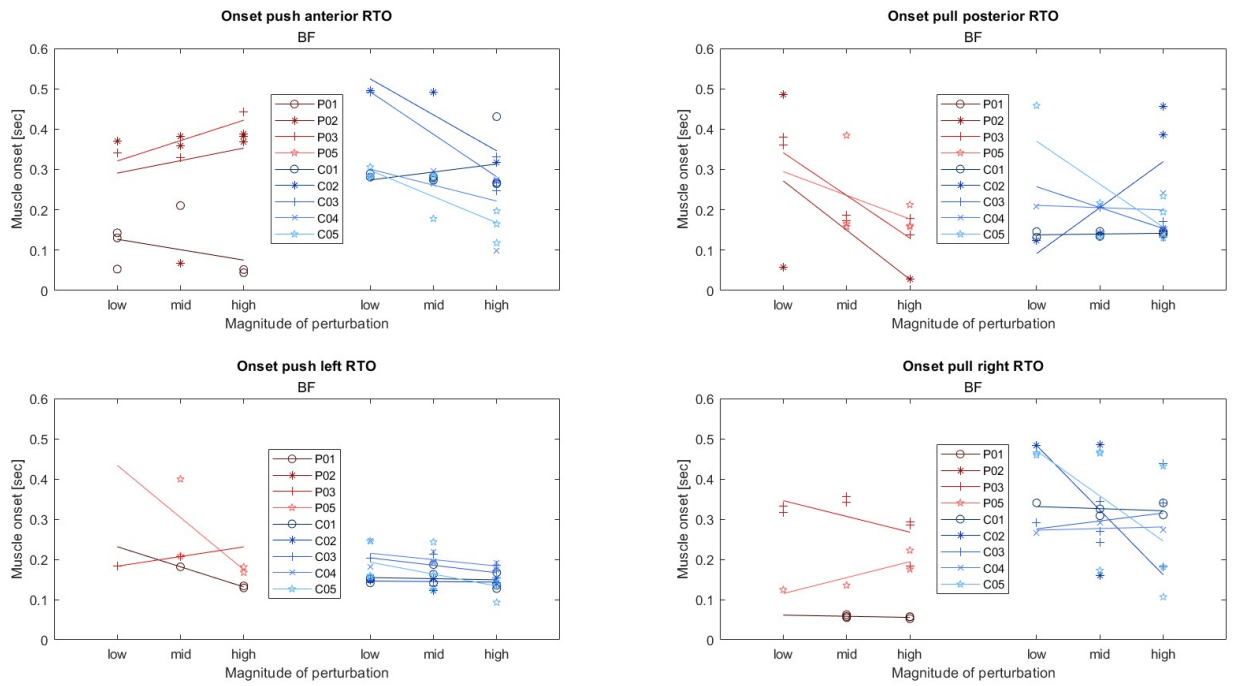 Onset push anterior RTO
BF
Muscle onset [sec]
0.6
0.5
0.4
0.3
0.2
0.1
0
low
mid
high
low
mid
high
Magnitude of perturbation
P01
P02
P03
P05
C01
C02
C03
C04
C05
Onset pull posterior RTO
BF
Muscle onset [sec]
0.6
0.5
0.4
0.3
0.2
0.1
0
low
mid
high
low
mid
high
Magnitude of perturbation
P01
P02
P03
P05
C01
C02
C03
C04
C05
Onset push left RTO
BF
Muscle onset [sec]
0.6
0.5
0.4
0.3
0.2
0.1
0
low
mid
high
low
mid
high
Magnitude of perturbation
P01
P02
P03
P05
C01
C02
C03
C04
C05
Onset pull right RTO
BF
Muscle onset [sec]
0.6
0.5
0.4
0.3
0.2
0.1
0
low
mid
high
low
mid
high
Magnitude of perturbation
P01
P02
P03
P05
C01
C02
C03
C04
C05